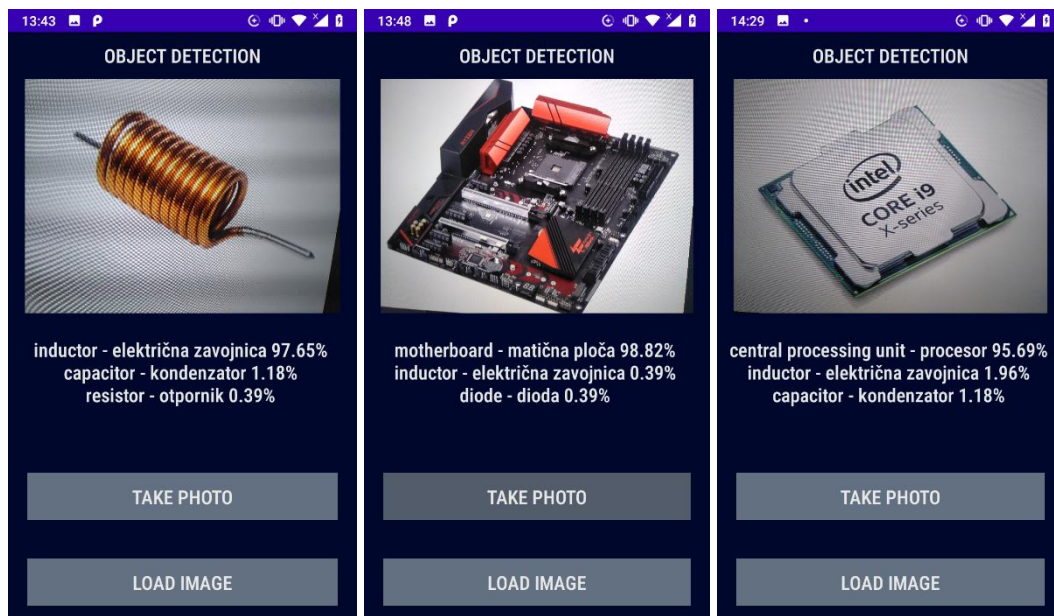 13:43
OBJECT DETECTION
inductor - električna zavojnica 97.65%
capacitor - kondenzator 1.18%
resistor - otpornik 0.39%
TAKE PHOTO
LOAD IMAGE
13:48
OBJECT DETECTION
motherboard - matična ploča 98.82%
inductor - električna zavojnica 0.39%
diode - dioda 0.39%
TAKE PHOTO
LOAD IMAGE
14:29
OBJECT DETECTION
intel
CORE i9
X-series
central processing unit - procesor 95.69%
inductor - električna zavojnica 1.96%
capacitor - kondenzator 1.18%
TAKE PHOTO
LOAD IMAGE